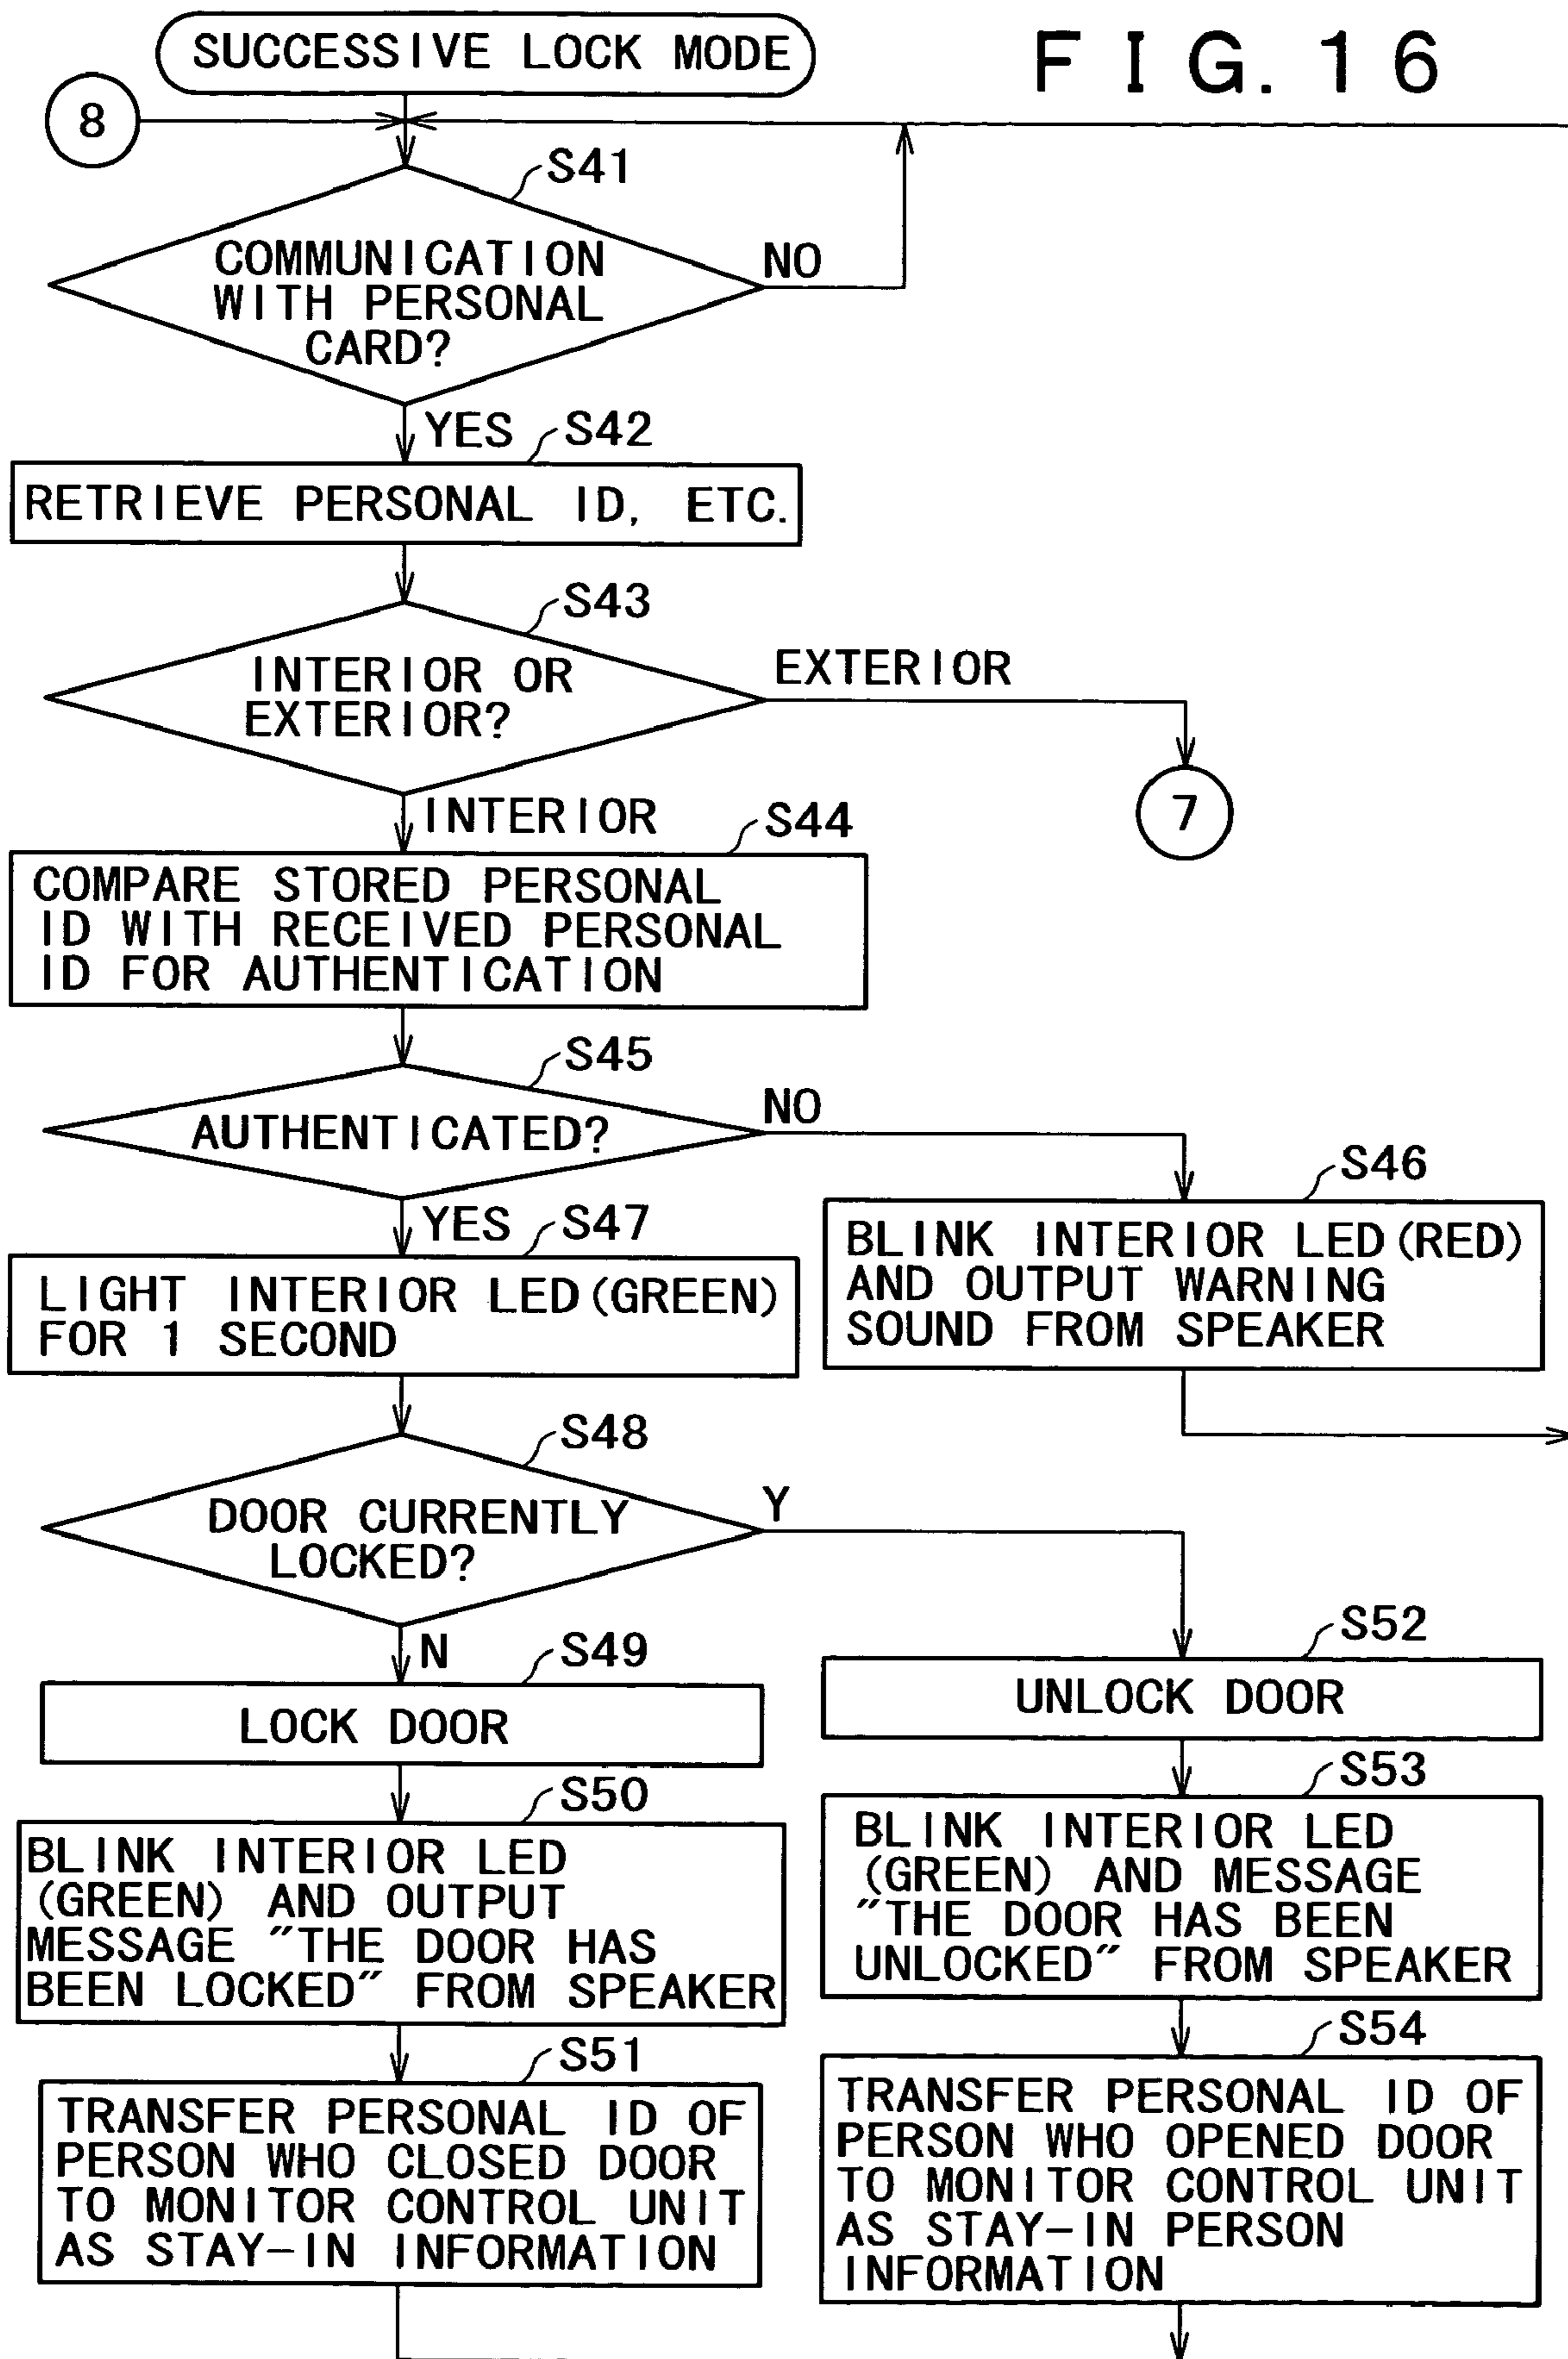 SUCCESSIVE LOCK MODE
FIG. 16
8
S41
COMMUNICATION
WITH PERSONAL
CARD?
NO
YES
S42
RETRIEVE PERSONAL ID, ETC.
S43
INTERIOR OR
EXTERIOR?
EXTERIOR
7
INTERIOR
S44
COMPARE STORED PERSONAL
ID WITH RECEIVED PERSONAL
ID FOR AUTHENTICATION
S45
AUTHENTICATED?
NO
S46
BLINK INTERIOR LED(RED)
AND OUTPUT WARNING
SOUND FROM SPEAKER
YES
S47
LIGHT INTERIOR LED(GREEN)
FOR 1 SECOND
S48
DOOR CURRENTLY
LOCKED?
Y
N
S49
LOCK DOOR
S50
BLINK INTERIOR LED
(GREEN) AND OUTPUT
MESSAGE "THE DOOR HAS
BEEN LOCKED" FROM SPEAKER
S51
TRANSFER PERSONAL ID OF
PERSON WHO CLOSED DOOR
TO MONITOR CONTROL UNIT
AS STAY-IN INFORMATION
S52
UNLOCK DOOR
S53
BLINK INTERIOR LED
(GREEN) AND MESSAGE
"THE DOOR HAS BEEN
UNLOCKED" FROM SPEAKER
S54
TRANSFER PERSONAL ID OF
PERSON WHO OPENED DOOR
TO MONITOR CONTROL UNIT
AS STAY-IN PERSON
INFORMATION